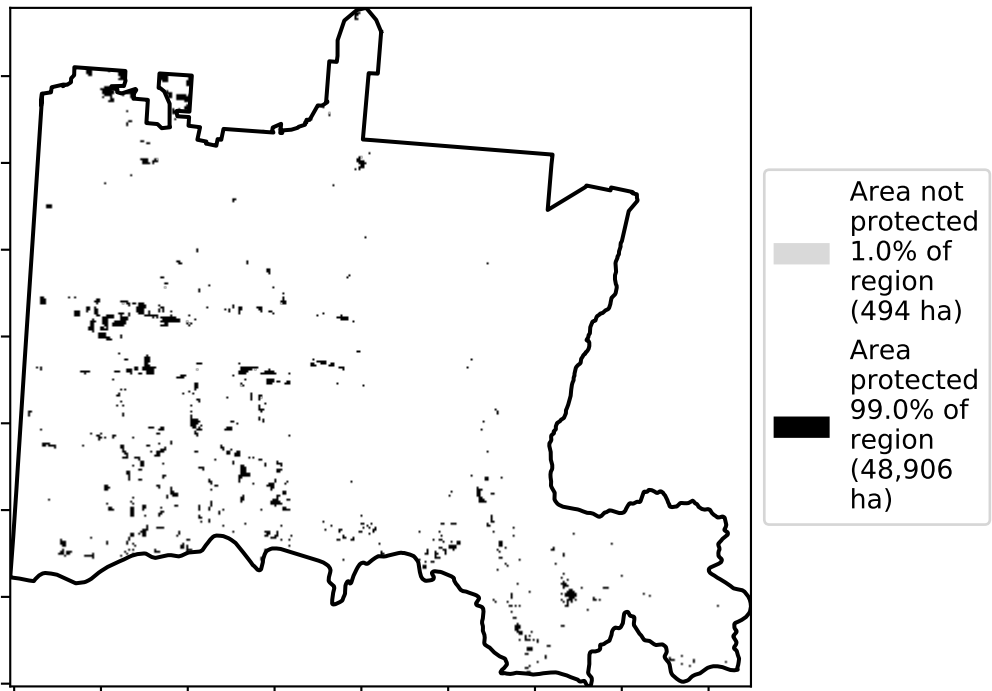 Area not
protected
1.0% of
region
(494 ha)
Area
protected
99.0% of
region
(48,906
ha)